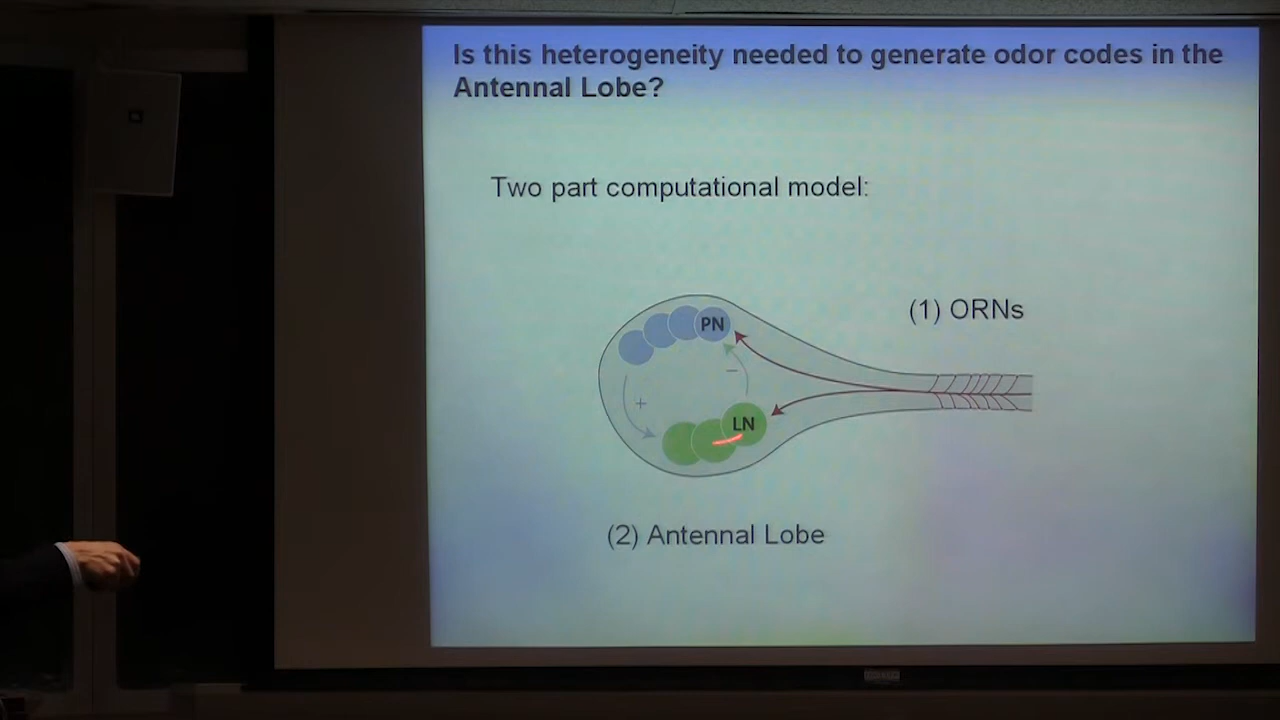 Is this heterogeneity needed to generate odor codes in the
Antennal Lobe?
Two part computational model:
(1) ORNs
PN
−
+
LN
(2) Antennal Lobe